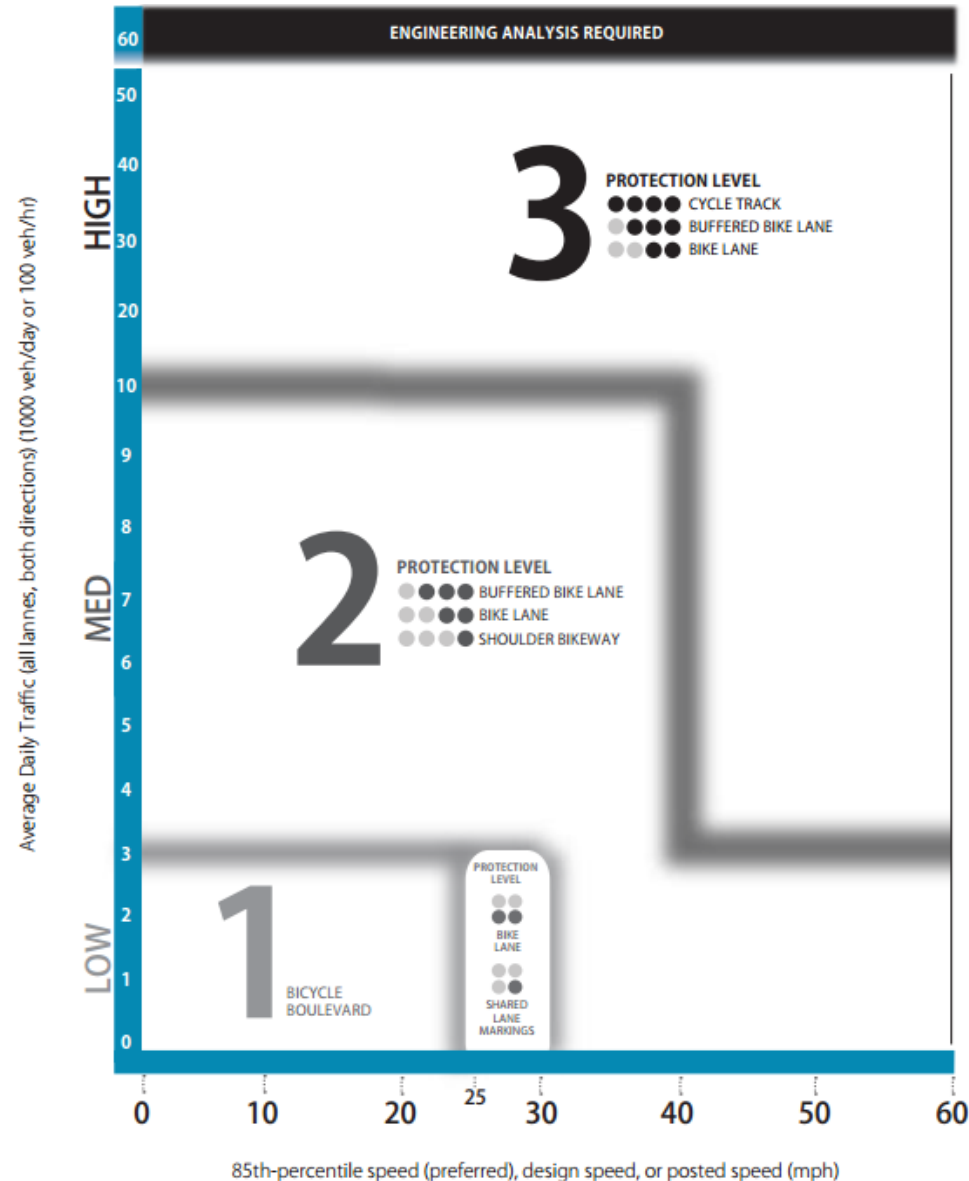 60
ENGINEERING ANALYSIS REQUIRED
50
40
30
20
10
9
8
7
6
5
4
3
2
1
0
HIGH
MED
LOW
Average Daily Traffic (all lannes, both directions) (1000 veh/day or 100 veh/hr)
3
PROTECTION LEVEL
CYCLE TRACK
BUFFERED BIKE LANE
BIKE LANE
2
PROTECTION LEVEL
BUFFERED BIKE LANE
BIKE LANE
SHOULDER BIKEWAY
1
BICYCLE
BOULEVARD
PROTECTION
LEVEL
BIKE
LANE
SHARED
LANE
MARKINGS
0
10
20
25
30
40
50
60
85th-percentile speed (preferred), design speed, or posted speed (mph)